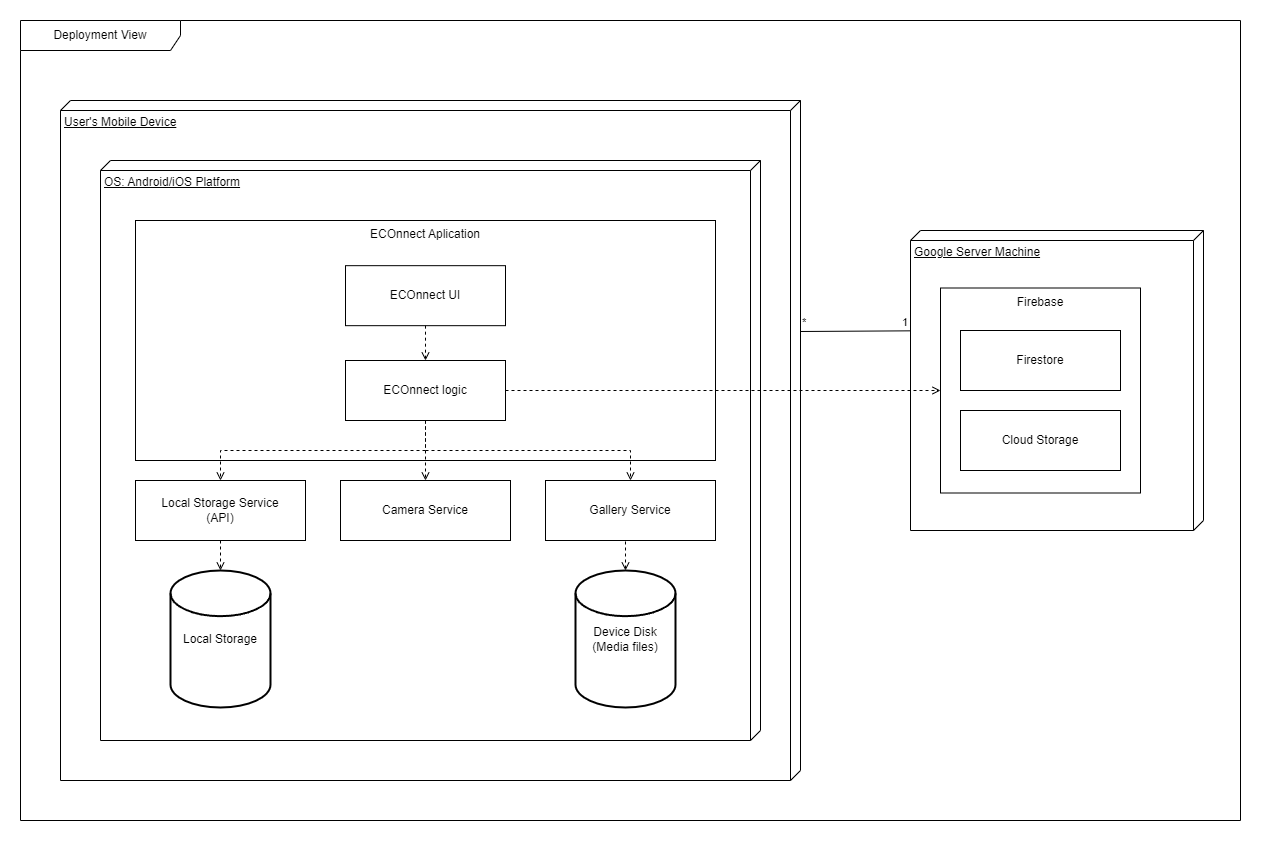 Deployment View
User's Mobile Device
OS: Android/iOS Platform
ECOnnect Aplication
ECOnnect UI
ECOnnect logic
Local Storage Service
(API)
Camera Service
Gallery Service
Local Storage
Device Disk
(Media files)
*
1
Google Server Machine
Firebase
Firestore
Cloud Storage